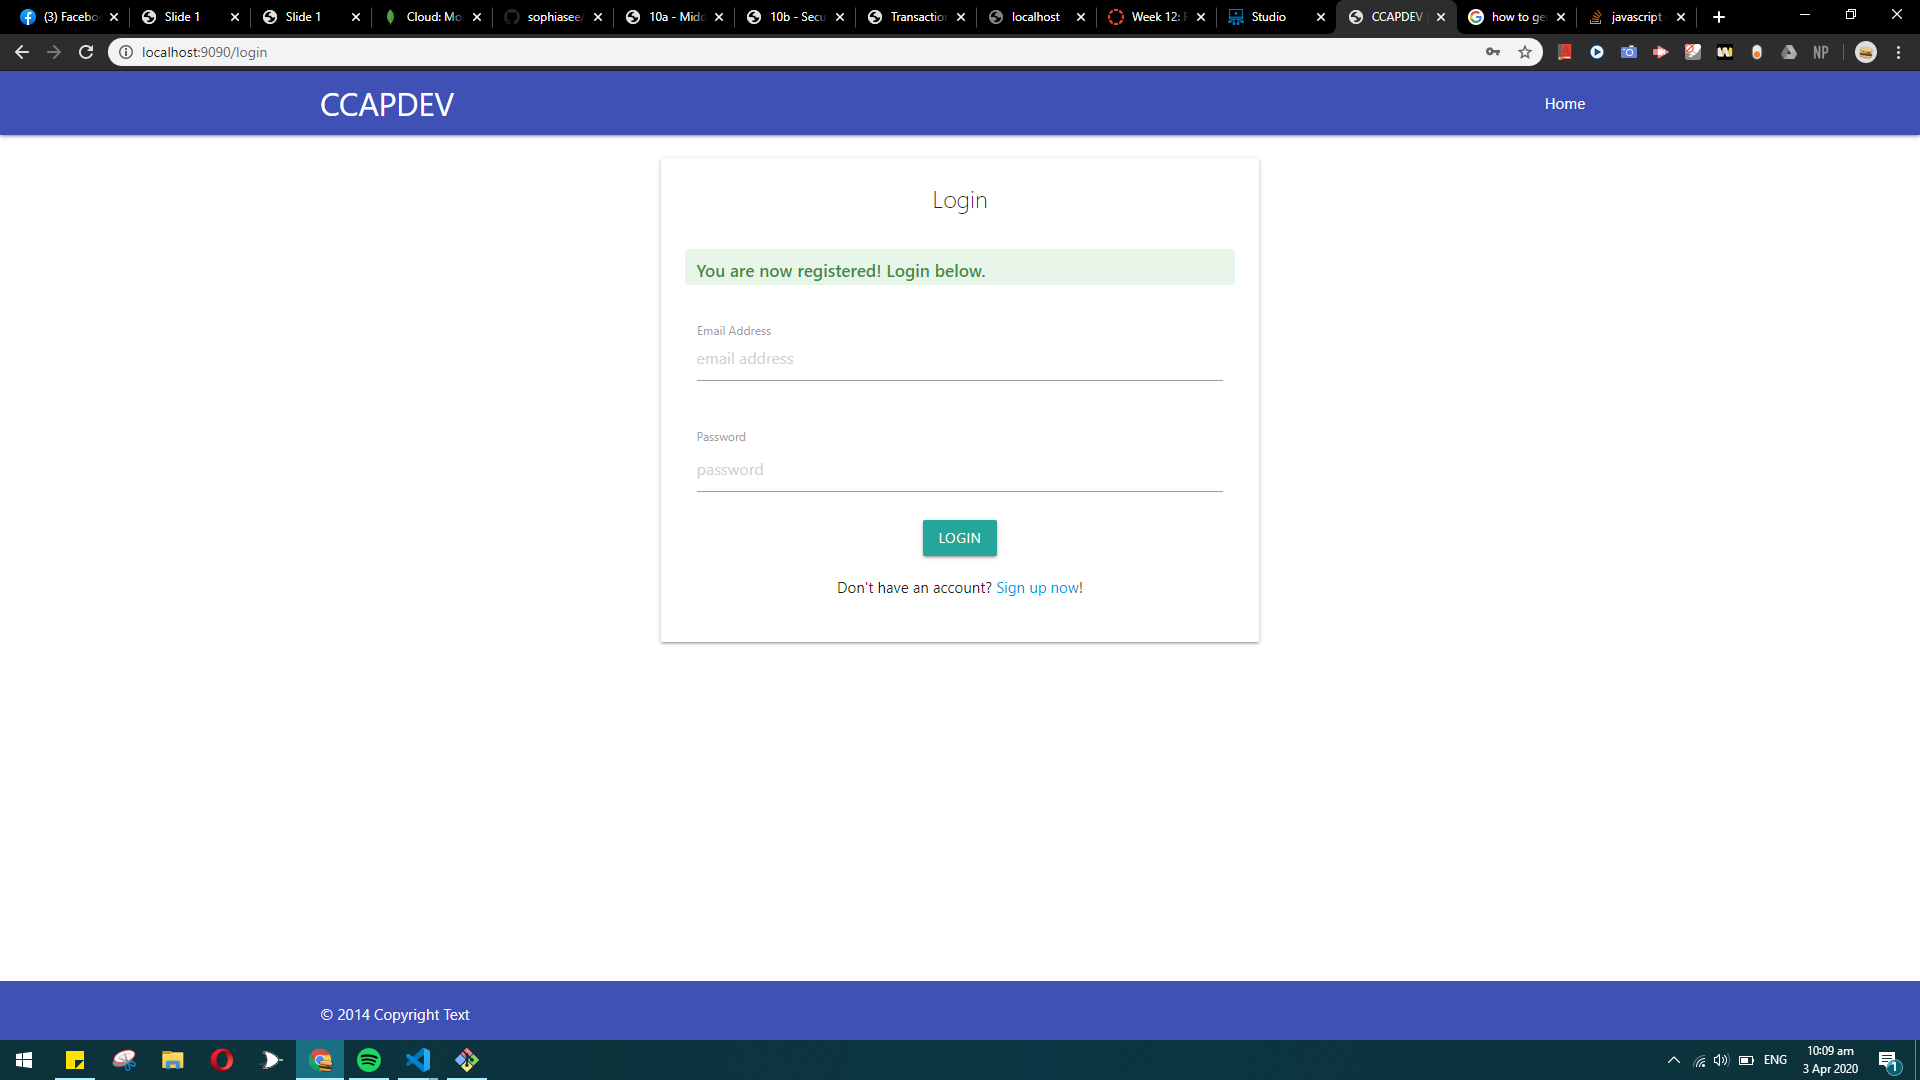 (3) Facebo
Slide 1
Slide 1
Cloud: Mo
sophiasee/
10a - Midd
10b - Secu
Transaction
localhost
Week 12: F
Studio
CCAPDEV
how to ge
javascript
localhost:9090/login
NP
CCAPDEV
Home
Login
You are now registered! Login below.
Email Address
email address
Password
password
LOGIN
Don't have an account? Sign up now!
© 2014 Copyright Text
ENG
10:09 am
3 Apr 2020
1